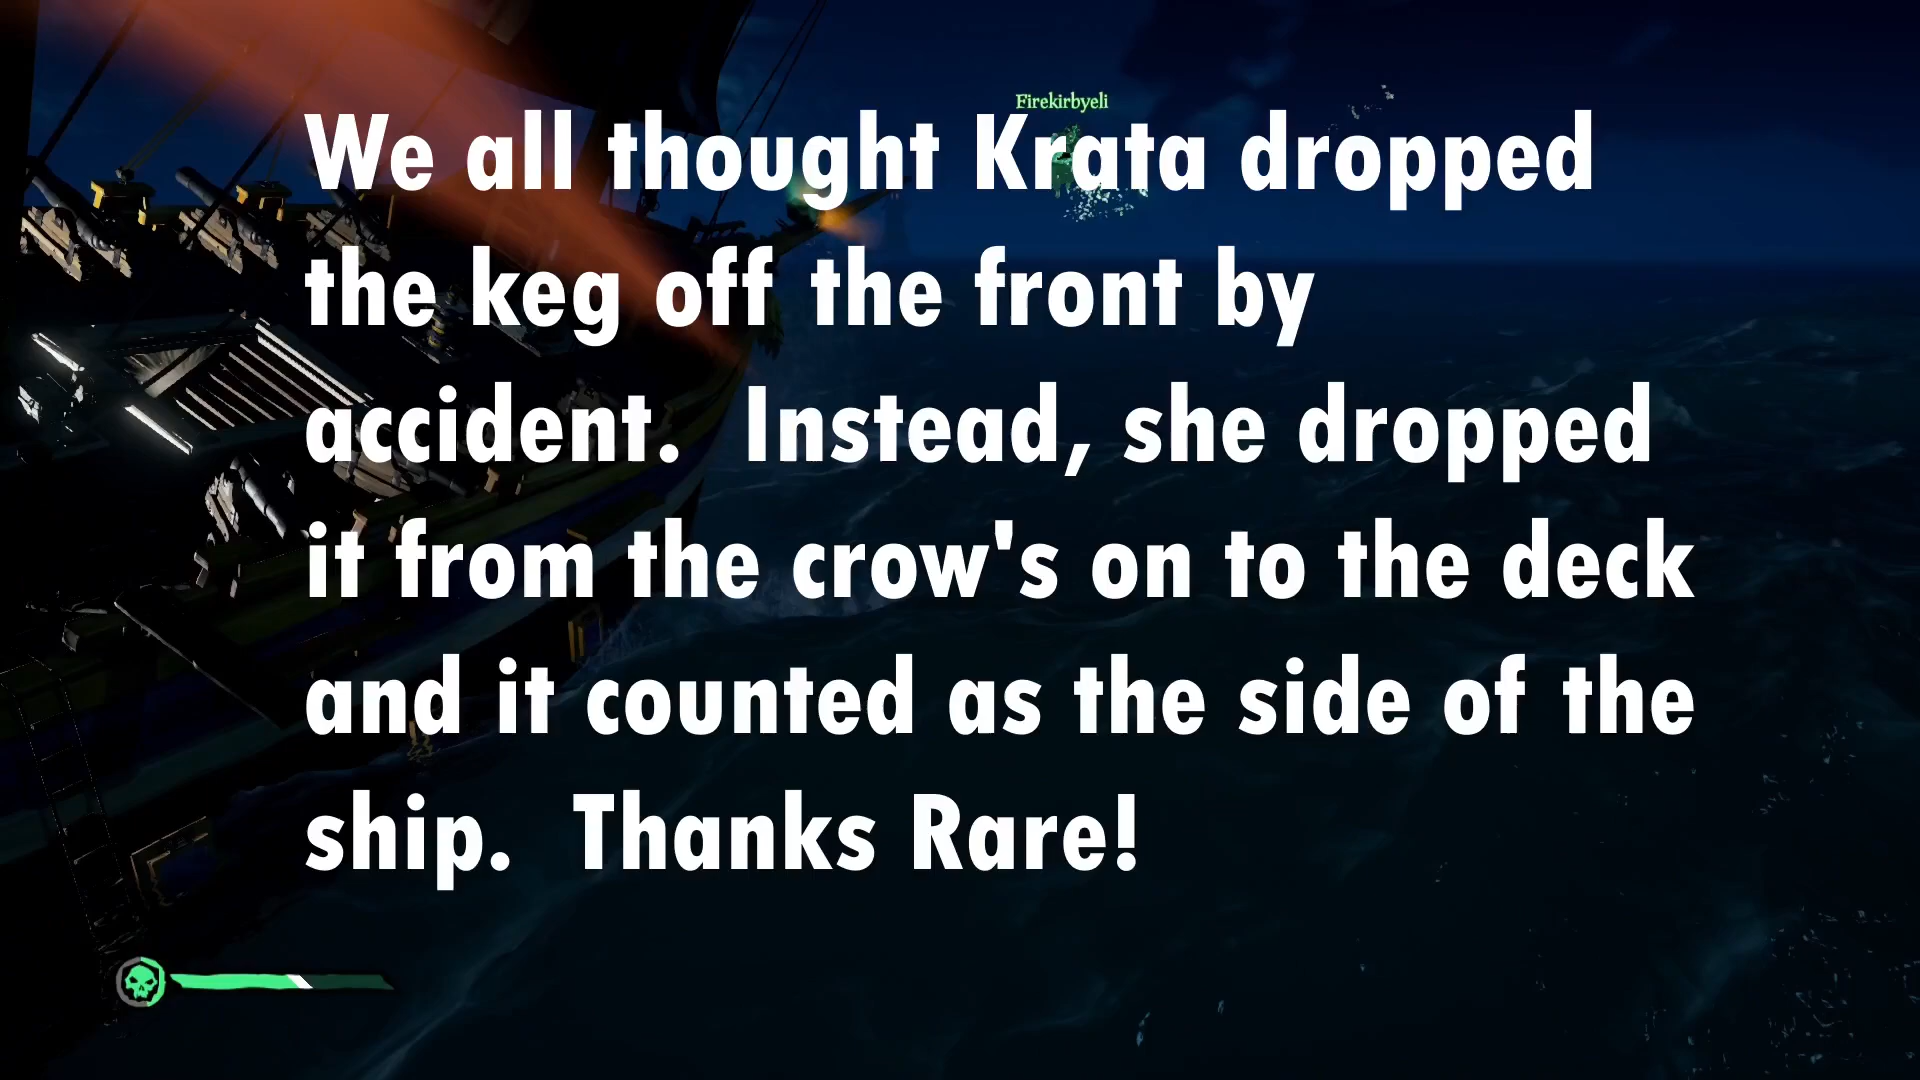 Firekirbyeli
We all thought Krata dropped
the keg off the front by
accident.  Instead, she dropped
it from the crow's on to the deck
and it counted as the side of the
ship.  Thanks Rare!